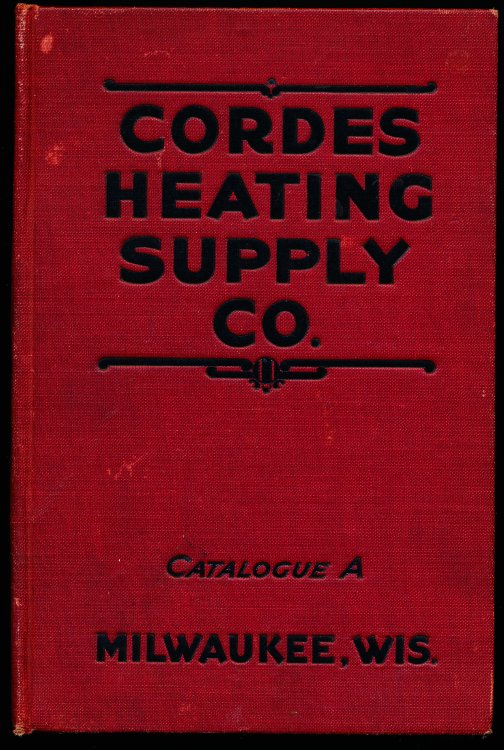 CORDES
HEATING
SUPPLY
CO.
CATALOGUE A
MILWAUKEE, WIS.